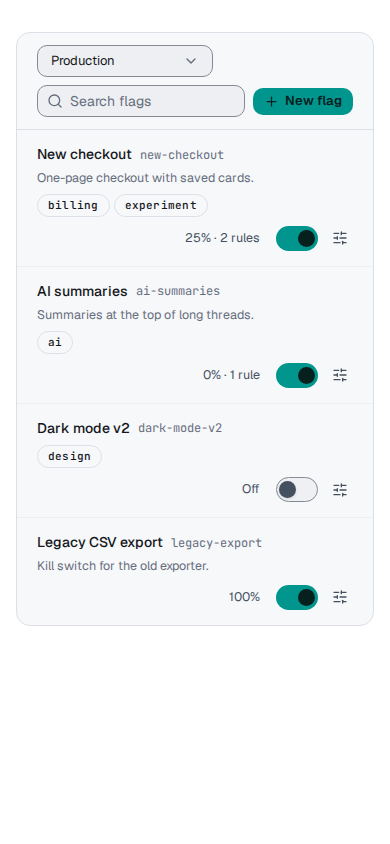 Production
Search flags
New flag
New checkout new-checkout
One-page checkout with saved cards.
billing experiment
25% · 2 rules
AI summaries ai-summaries
Summaries at the top of long threads.
ai
0% · 1 rule
Dark mode v2 dark-mode-v2
design
Off
Legacy CSV export legacy-export
Kill switch for the old exporter.
100%